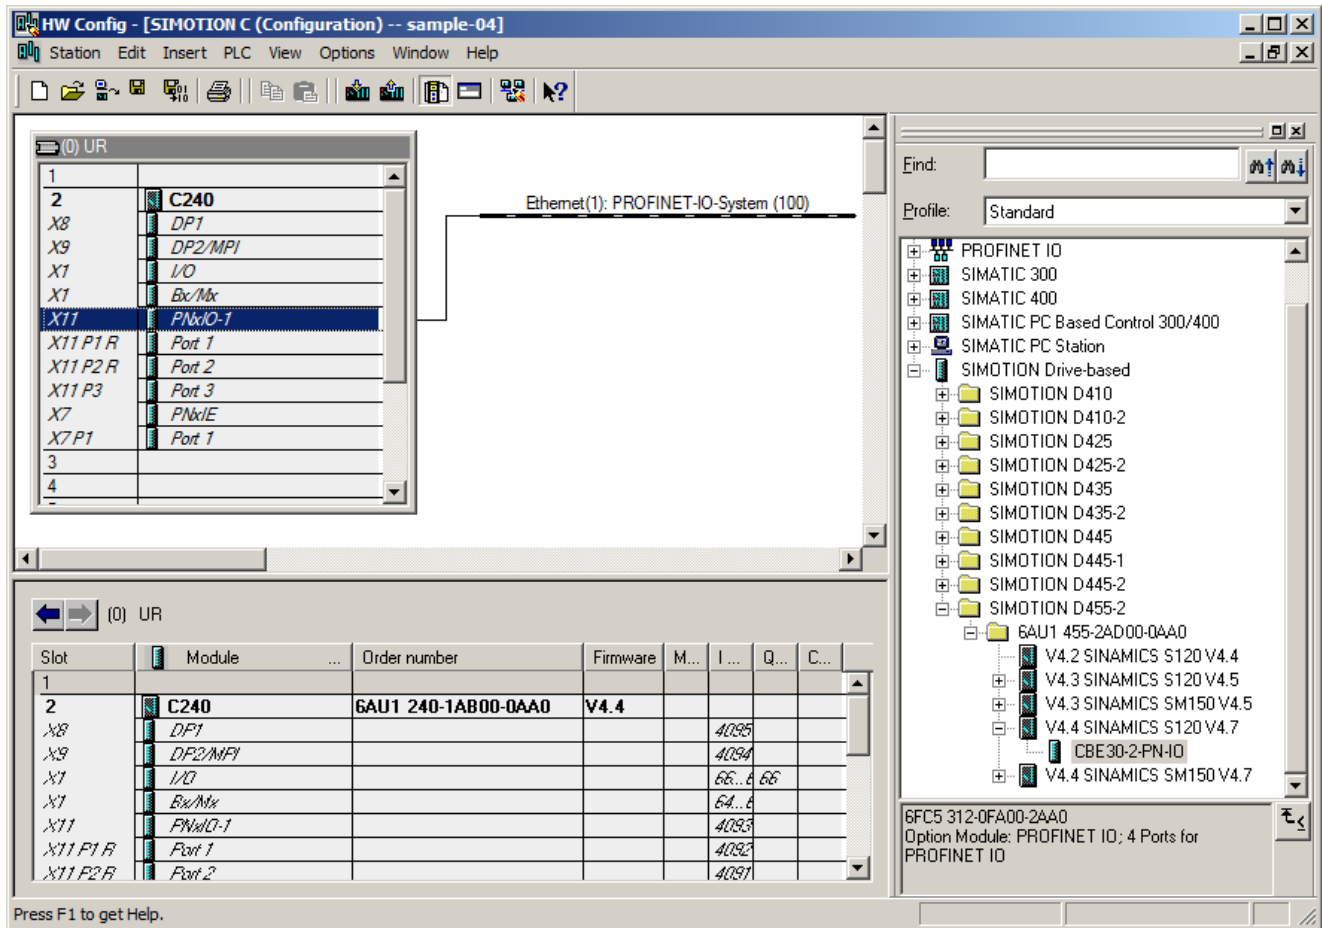 HW Config - [SIMOTION C (Configuration) -- sample-04]
Station Edit Insert PLC View Options Window Help
(0) UR
1
2 C240
X8 DP1
X9 DP2/MPI
X1 I/O
X1 Bx/Mx
X11 PNxIO-1
X11 P1 R Port 1
X11 P2 R Port 2
X11 P3 Port 3
X7 PNxIE
X7 P1 Port 1
3
4
Ethernet(1): PROFINET-IO-System (100)
(0) UR
Slot Module ... Order number Firmware M... I ... Q... C...
1
2 C240 6AU1 240-1AB00-0AA0 V4.4
X8 DP1 4095
X9 DP2/MPI 4094
X1 I/O 66... 66
X1 Bx/Mx 64...
X11 PNxIO-1 4093
X11 P1 R Port 1 4092
X11 P2 R Port 2 4091
Find:
Profile: Standard
PROFINET IO
SIMATIC 300
SIMATIC 400
SIMATIC PC Based Control 300/400
SIMATIC PC Station
SIMOTION Drive-based
SIMOTION D410
SIMOTION D410-2
SIMOTION D425
SIMOTION D425-2
SIMOTION D435
SIMOTION D435-2
SIMOTION D445
SIMOTION D445-1
SIMOTION D445-2
SIMOTION D455-2
6AU1 455-2AD00-0AA0
V4.2 SINAMICS S120 V4.4
V4.3 SINAMICS S120 V4.5
V4.3 SINAMICS SM150 V4.5
V4.4 SINAMICS S120 V4.7
CBE30-2-PN-IO
V4.4 SINAMICS SM150 V4.7
6FC5 312-0FA00-2AA0
Option Module: PROFINET IO; 4 Ports for
PROFINET IO
Press F1 to get Help.